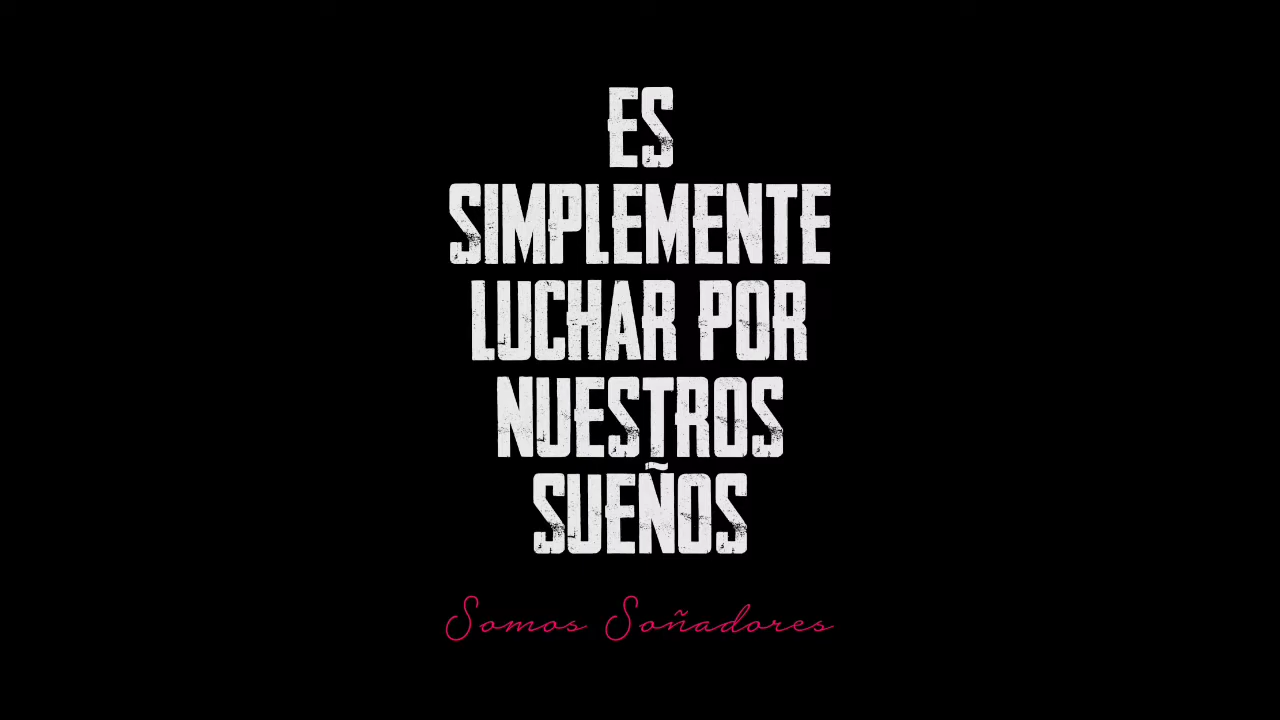 ES
SIMPLEMENTE
LUCHAR POR
NUESTROS
SUEÑOS
Somos Soñadores